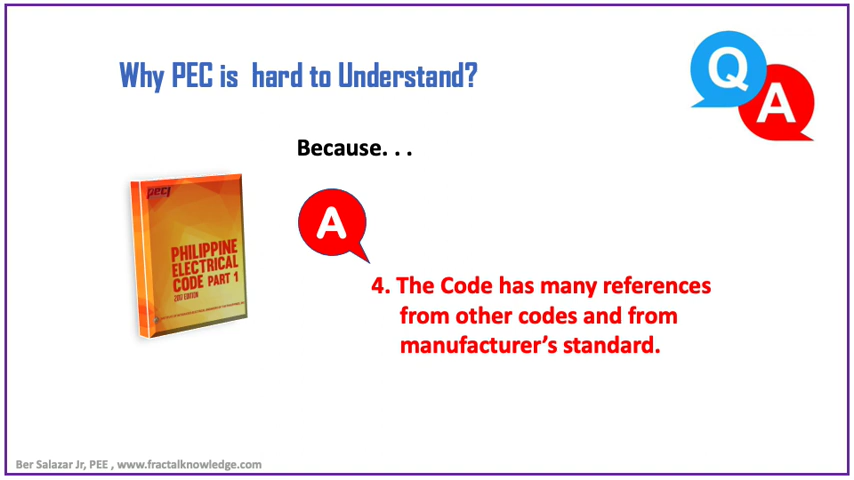 Why PEC is hard to Understand?
Q
A
Because. . .
A
pec1
PHILIPPINE
ELECTRICAL
CODE PART 1
2017 EDITION
4. The Code has many references
from other codes and from
manufacturer's standard.
Ber Salazar Jr, PEE , www.fractalknowledge.com